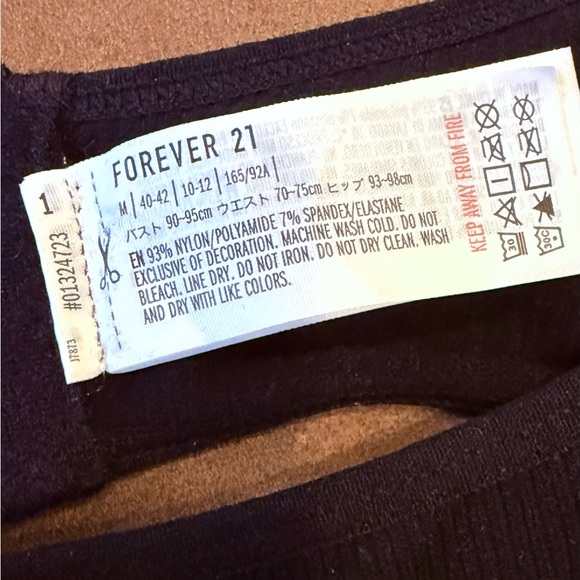 FOREVER 21
M | 40-42 | 10-12 | 165/92A |
バスト 90-95cm ウエスト 70-75cm ヒップ 93-98cm
EN 93% NYLON/POLYAMIDE 7% SPANDEX/ELASTANE
EXCLUSIVE OF DECORATION. MACHINE WASH COLD. DO NOT
BLEACH. LINE DRY. DO NOT IRON. DO NOT DRY CLEAN. WASH
AND DRY WITH LIKE COLORS.
KEEP AWAY FROM FIRE
30
30°
1
#01324723
J7873